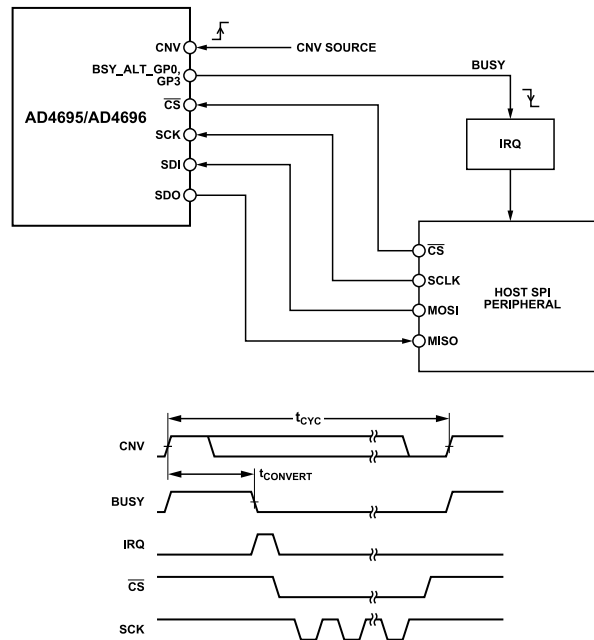 CNV
CNV SOURCE
BSY_ALT_GP0,
GP3
BUSY
CS
AD4695/AD4696
SCK
IRQ
SDI
SDO
CS
SCLK
HOST SPI
PERIPHERAL
MOSI
MISO
tCYC
CNV
tCONVERT
BUSY
IRQ
CS
SCK